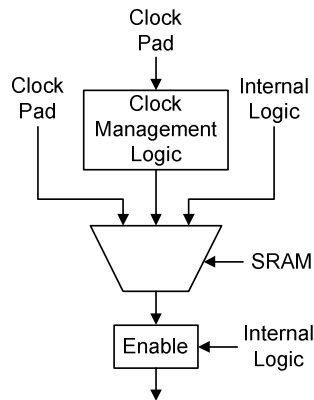 Clock
Pad
Clock
Pad
Clock
Management
Logic
Internal
Logic
SRAM
Enable
Internal
Logic